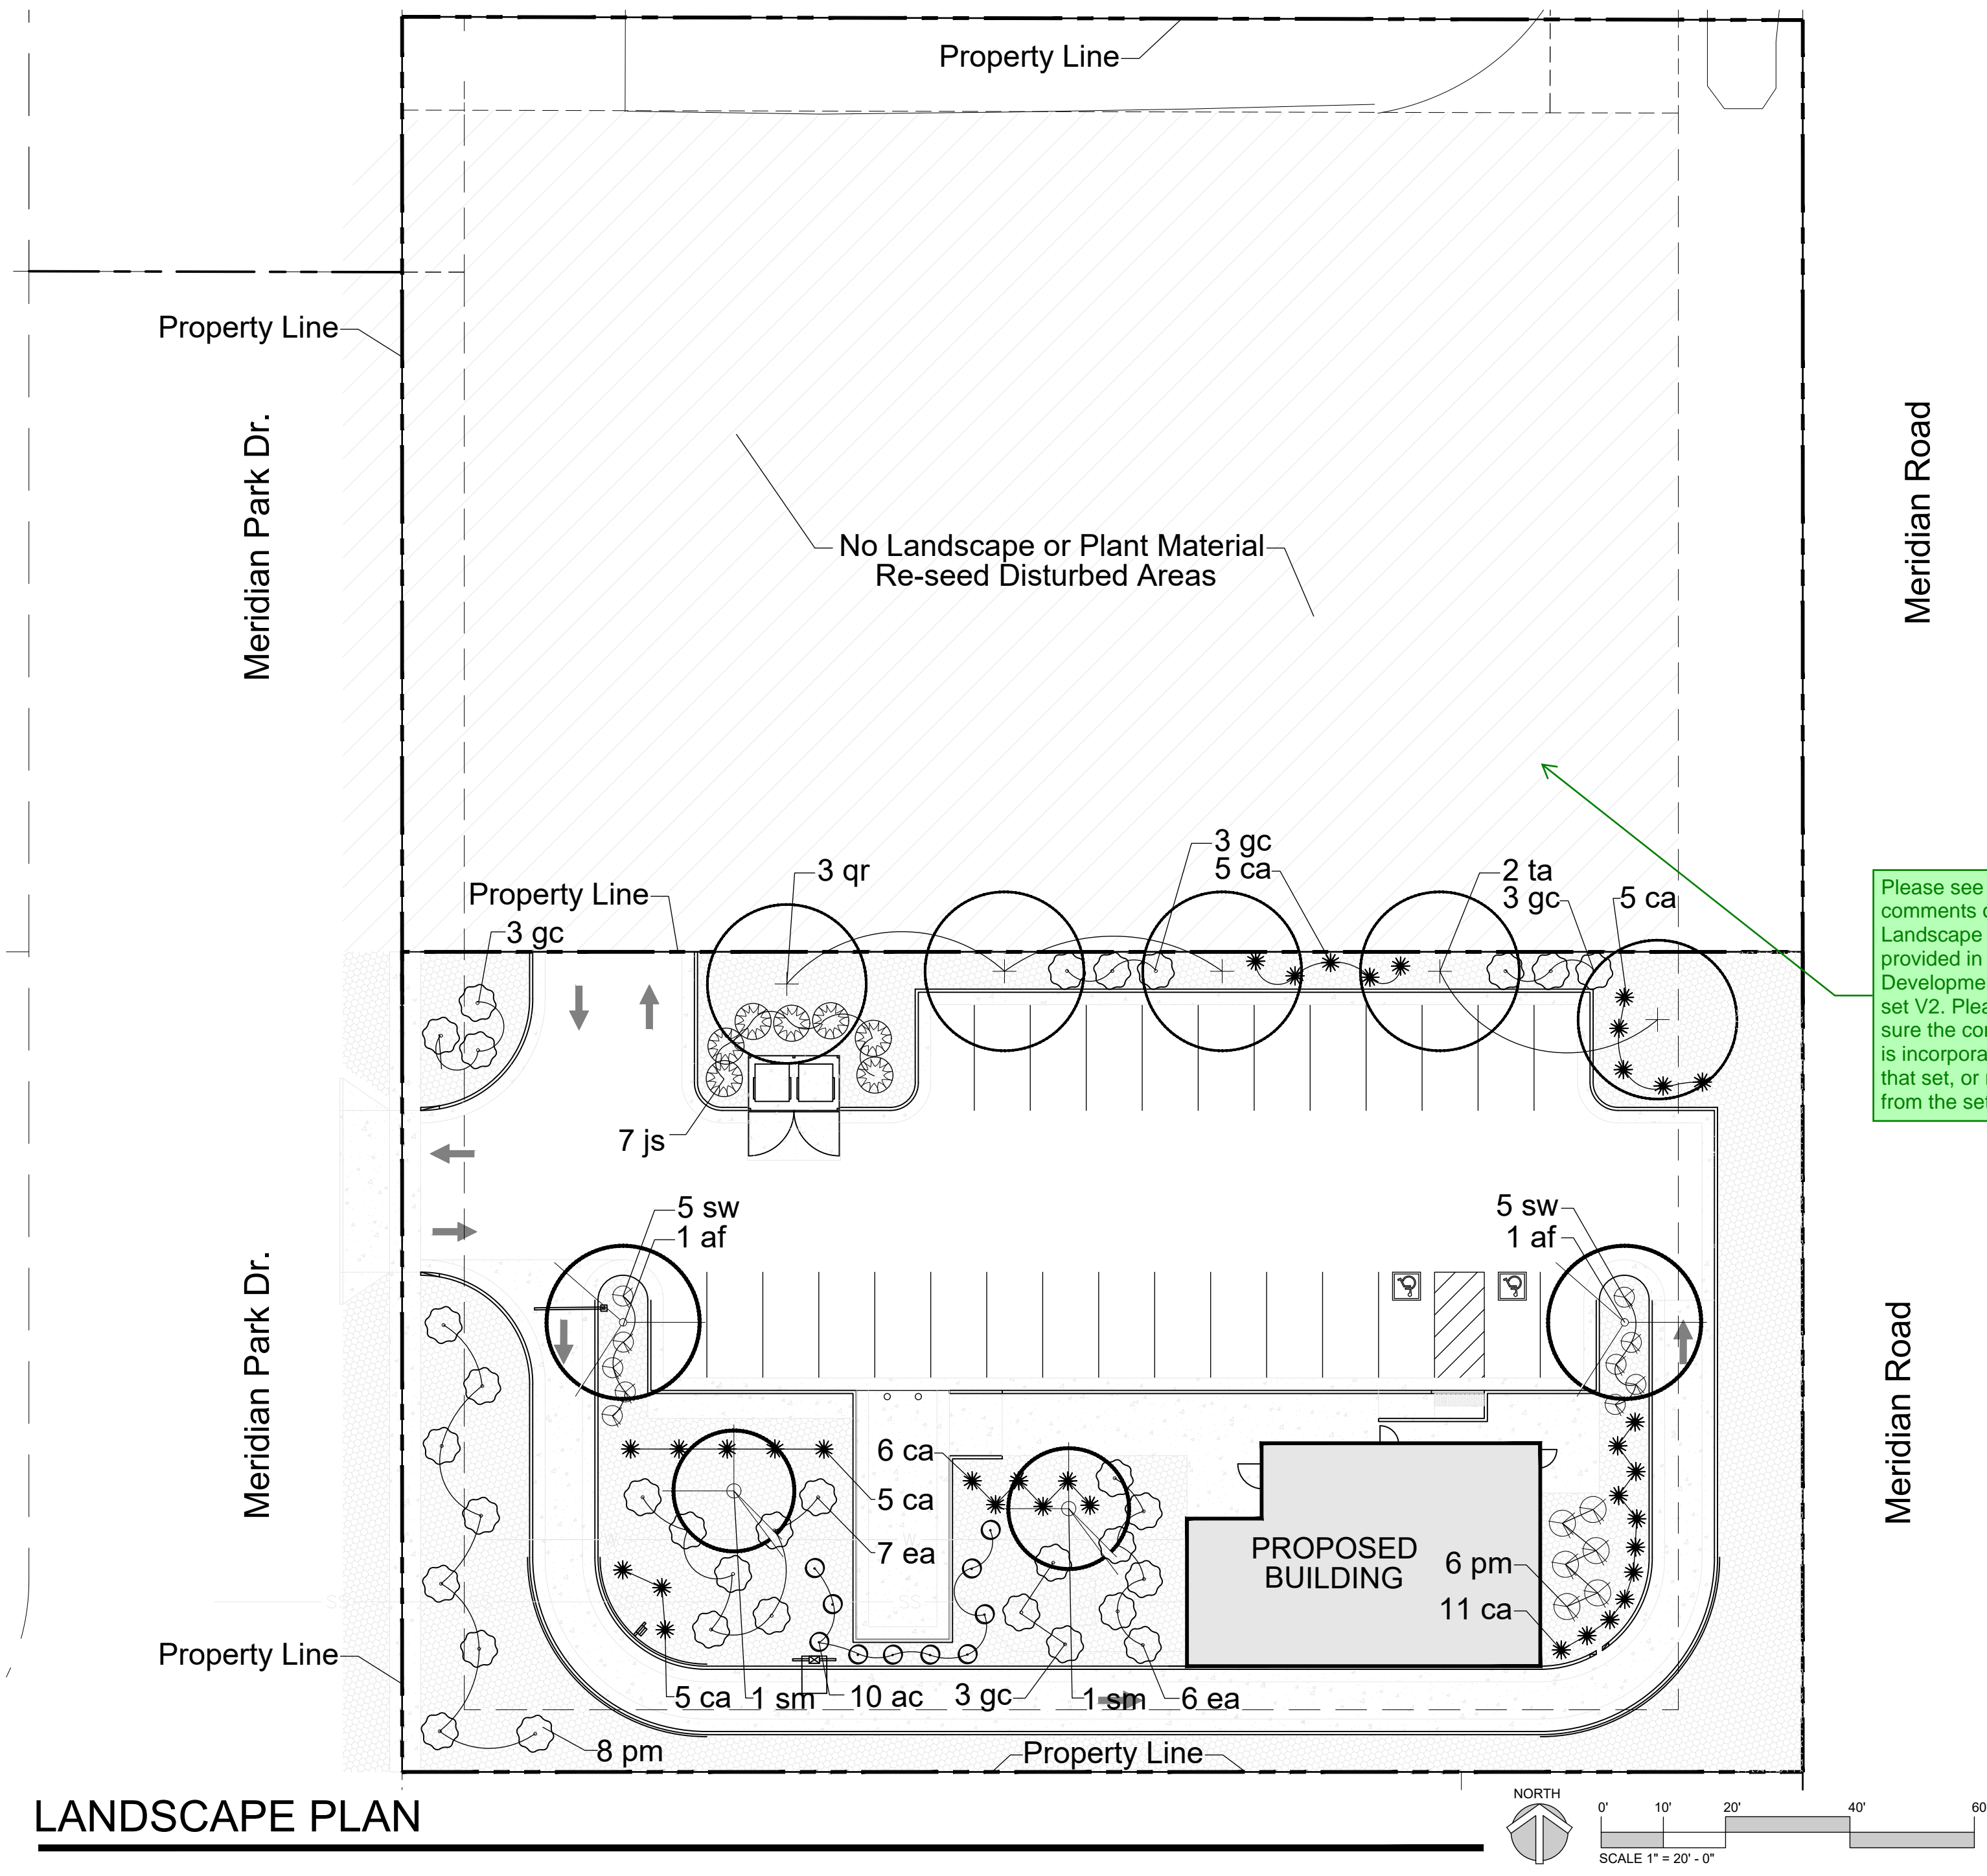 Property Line
Property Line
Meridian Park Dr.
Meridian Road
No Landscape or Plant Material
Re-seed Disturbed Areas
3 gc
5 ca
3 qr
2 ta
3 gc
5 ca
Property Line
3 gc
Please see
comments
Landscape
provided in
set V2.
sure the
is
that set, or
from the
7 js
5 sw
1 af
5 sw
1 af
Meridian Park Dr.
Meridian Road
6 ca
5 ca
7 ea
PROPOSED
BUILDING
6 pm
11 ca
Property Line
5 ca
1 sm
10 ac
3 gc
1 sm
6 ea
8 pm
Property Line
LANDSCAPE PLAN
NORTH
0' 10' 20' 40' 60
SCALE 1" = 20' - 0"